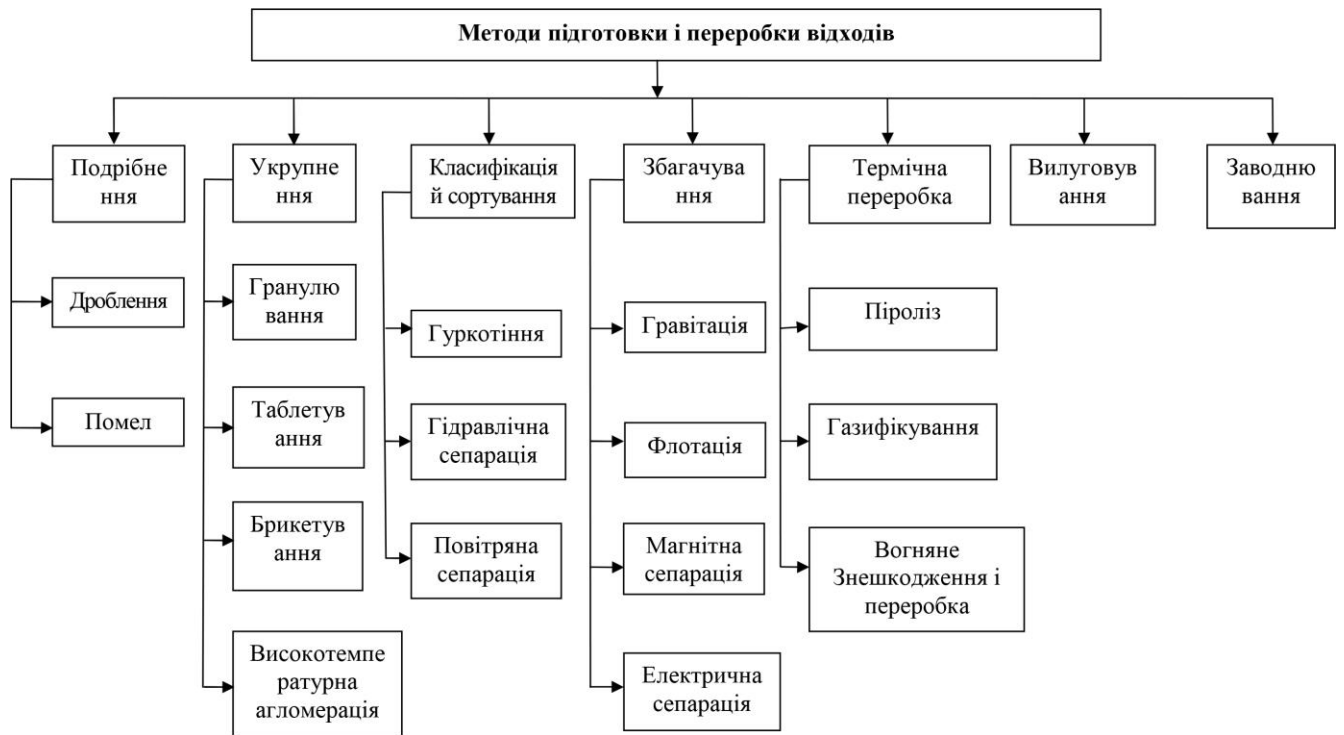 Методи підготовки і переробки відходів
Подрібне
ння
Дроблення
Помел
Укрупне
ння
Гранулю
вання
Таблетув
ання
Брикетув
ання
Високотемпе
ратурна
агломерація
Класифікація
й сортування
Гуркотіння
Гідравлічна
сепарація
Повітряна
сепарація
Збагачува
ння
Гравітація
Флотація
Магнітна
сепарація
Електрична
сепарація
Термічна
переробка
Піроліз
Газифікування
Вогняне
Знешкодження і
переробка
Вилуговув
ання
Заводню
вання